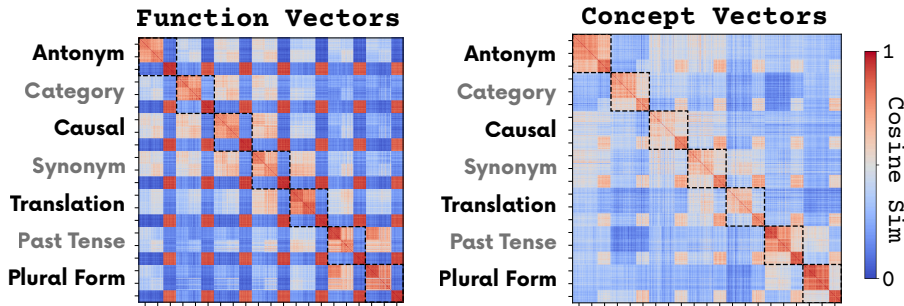 Function Vectors
Concept Vectors
Antonym
Category
Causal
Synonym
Translation
Past Tense
Plural Form
Antonym
Category
Causal
Synonym
Translation
Past Tense
Plural Form
1
0
Cosine Sim